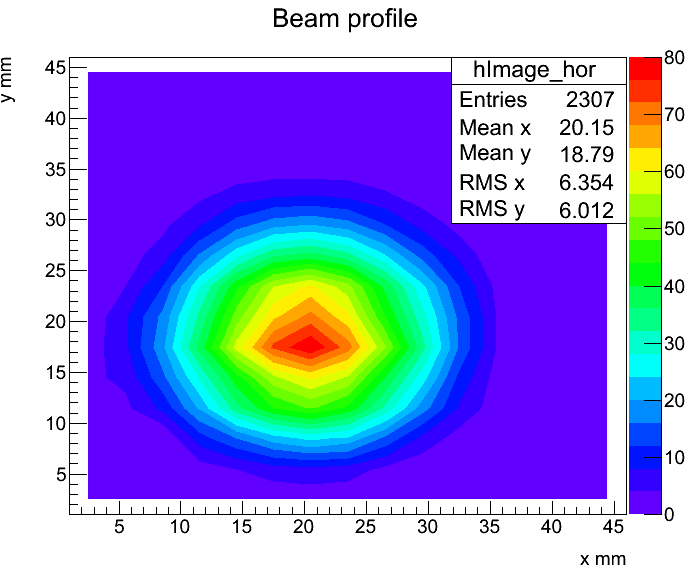 Beam profile
y mm
hImage_hor
Entries 2307
Mean x 20.15
Mean y 18.79
RMS x 6.354
RMS y 6.012
45
40
35
30
25
20
15
10
5
80
70
60
50
40
30
20
10
0
5 10 15 20 25 30 35 40 45
x mm